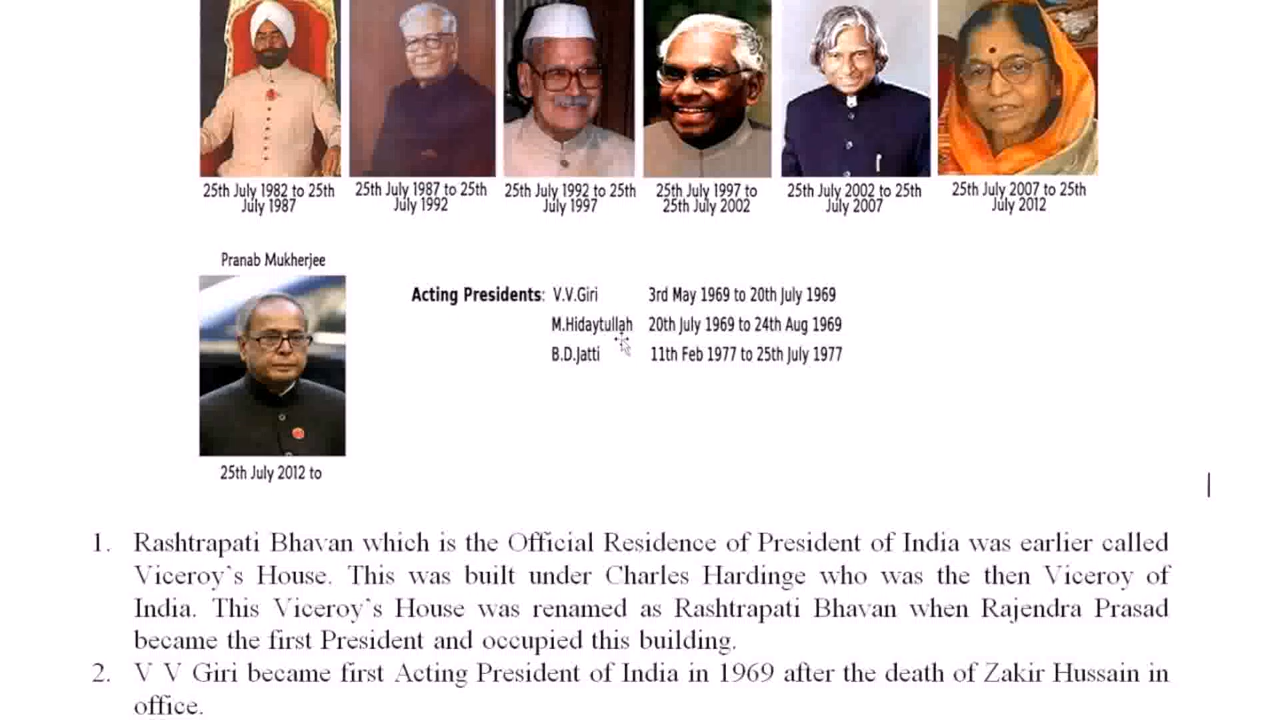 25th July 1982 to 25th July 1987
25th July 1987 to 25th July 1992
25th July 1992 to 25th July 1997
25th July 1997 to 25th July 2002
25th July 2002 to 25th July 2007
25th July 2007 to 25th July 2012
Pranab Mukherjee
25th July 2012 to
Acting Presidents: V.V.Giri 3rd May 1969 to 20th July 1969
M.Hidaytullah 20th July 1969 to 24th Aug 1969
B.D.Jatti 11th Feb 1977 to 25th July 1977
1. Rashtrapati Bhavan which is the Official Residence of President of India was earlier called
Viceroy`s House. This was built under Charles Hardinge who was the then Viceroy of
India. This Viceroy`s House was renamed as Rashtrapati Bhavan when Rajendra Prasad
became the first President and occupied this building.
2. V V Giri became first Acting President of India in 1969 after the death of Zakir Hussain in
office.